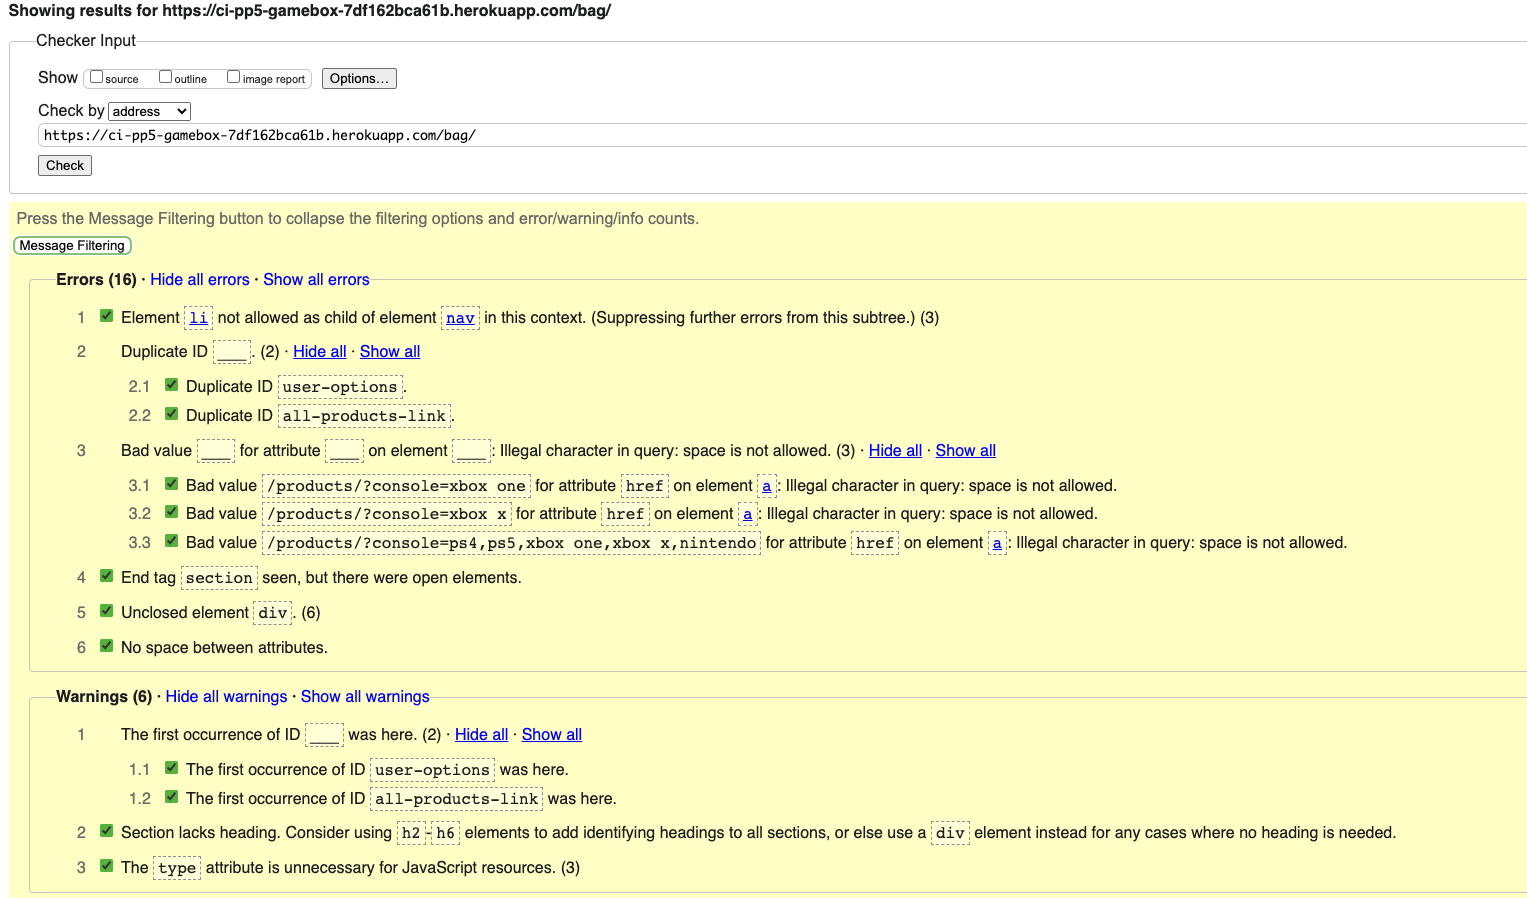 Showing results for https://ci-pp5-gamebox-7df162bca61b.herokuapp.com/bag/
Checker Input
Show source outline image report Options…
Check by address
https://ci-pp5-gamebox-7df162bca61b.herokuapp.com/bag/
Check
Press the Message Filtering button to collapse the filtering options and error/warning/info counts.
Message Filtering
Errors (16) · Hide all errors · Show all errors
1 Element li not allowed as child of element nav in this context. (Suppressing further errors from this subtree.) (3)
2 Duplicate ID ___. (2) · Hide all · Show all
2.1 Duplicate ID user-options.
2.2 Duplicate ID all-products-link.
3 Bad value ___ for attribute ___ on element ___: Illegal character in query: space is not allowed. (3) · Hide all · Show all
3.1 Bad value /products/?console=xbox one for attribute href on element a: Illegal character in query: space is not allowed.
3.2 Bad value /products/?console=xbox x for attribute href on element a: Illegal character in query: space is not allowed.
3.3 Bad value /products/?console=ps4,ps5,xbox one,xbox x,nintendo for attribute href on element a: Illegal character in query: space is not allowed.
4 End tag section seen, but there were open elements.
5 Unclosed element div. (6)
6 No space between attributes.
Warnings (6) · Hide all warnings · Show all warnings
1 The first occurrence of ID ___ was here. (2) · Hide all · Show all
1.1 The first occurrence of ID user-options was here.
1.2 The first occurrence of ID all-products-link was here.
2 Section lacks heading. Consider using h2-h6 elements to add identifying headings to all sections, or else use a div element instead for any cases where no heading is needed.
3 The type attribute is unnecessary for JavaScript resources. (3)